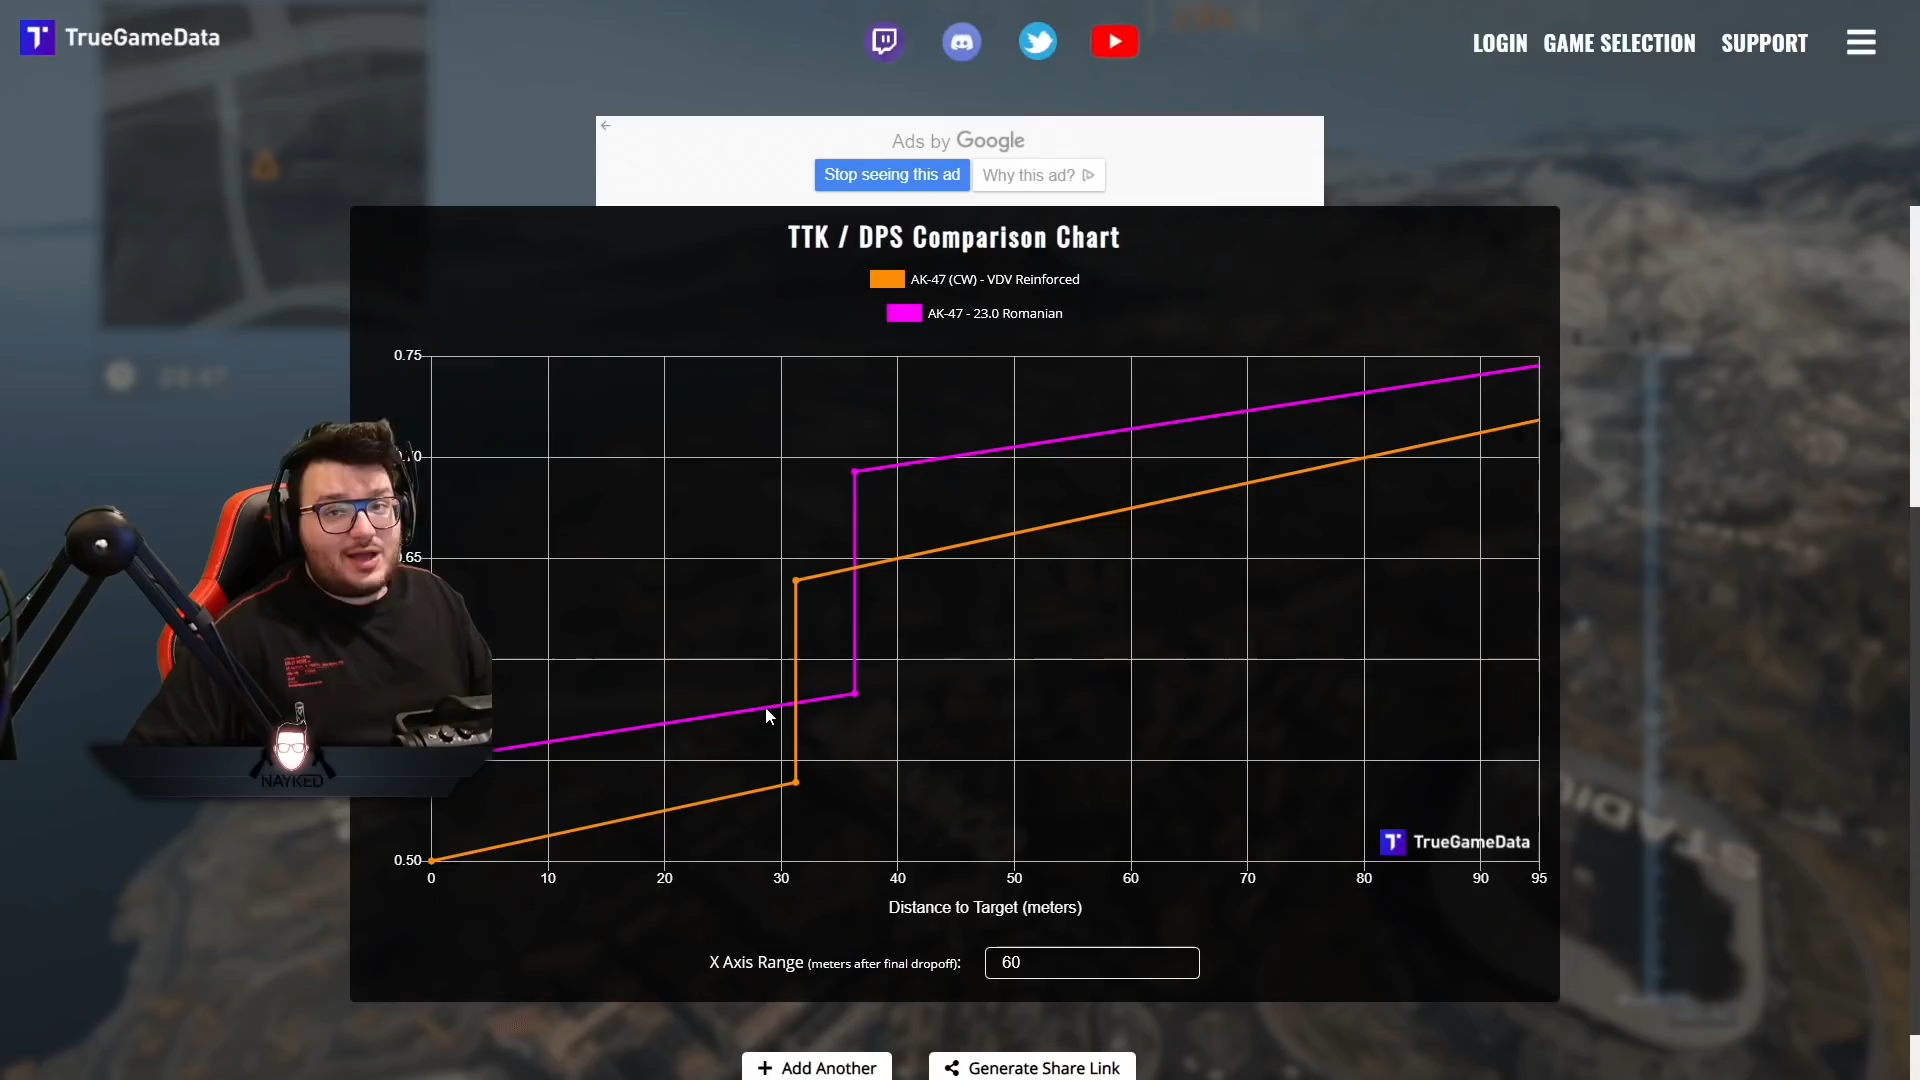 TrueGameData
LOGIN GAME SELECTION SUPPORT
Ads by Google
Stop seeing this ad
Why this ad?
TTK / DPS Comparison Chart
AK-47 (CW) - VDV Reinforced
AK-47 - 23.0 Romanian
0.75
0.65
0.50
0 10 20 30 40 50 60 70 80 90 95
TrueGameData
Distance to Target (meters)
X Axis Range (meters after final dropoff): 60
NAYKED
STADIU
+ Add Another
Generate Share Link